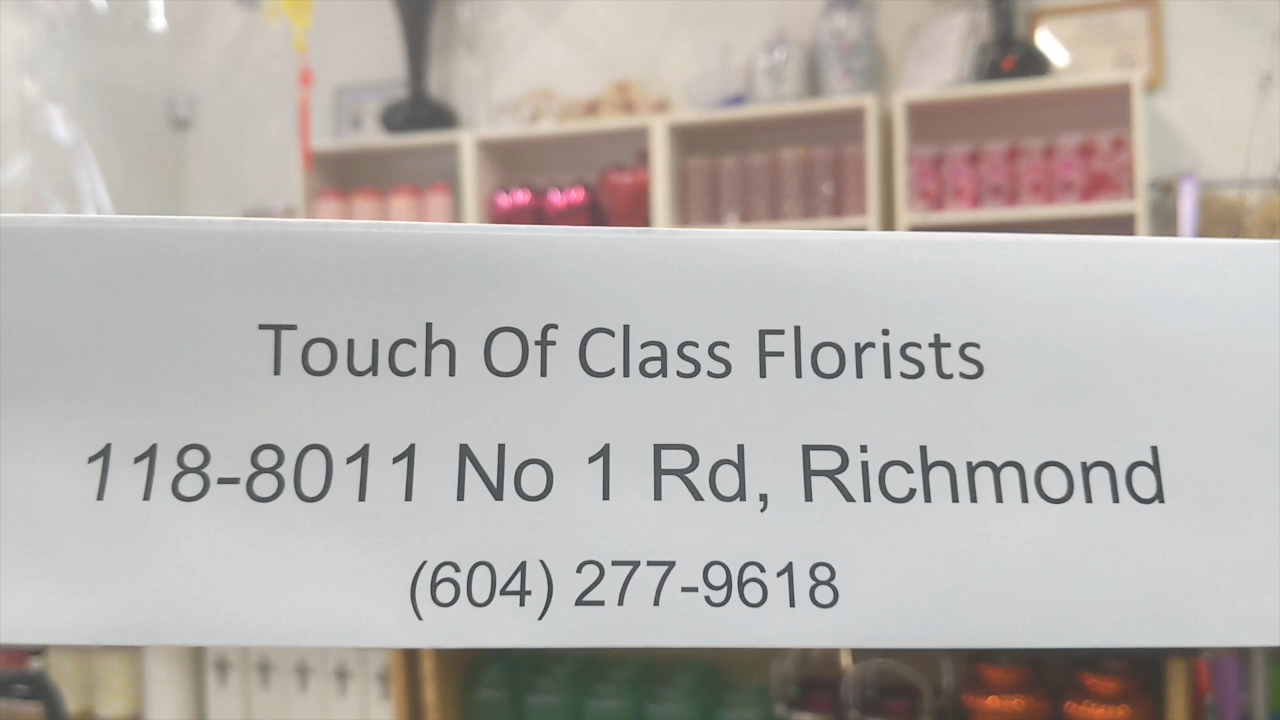 Touch Of Class Florists
118-8011 No 1 Rd, Richmond
(604) 277-9618